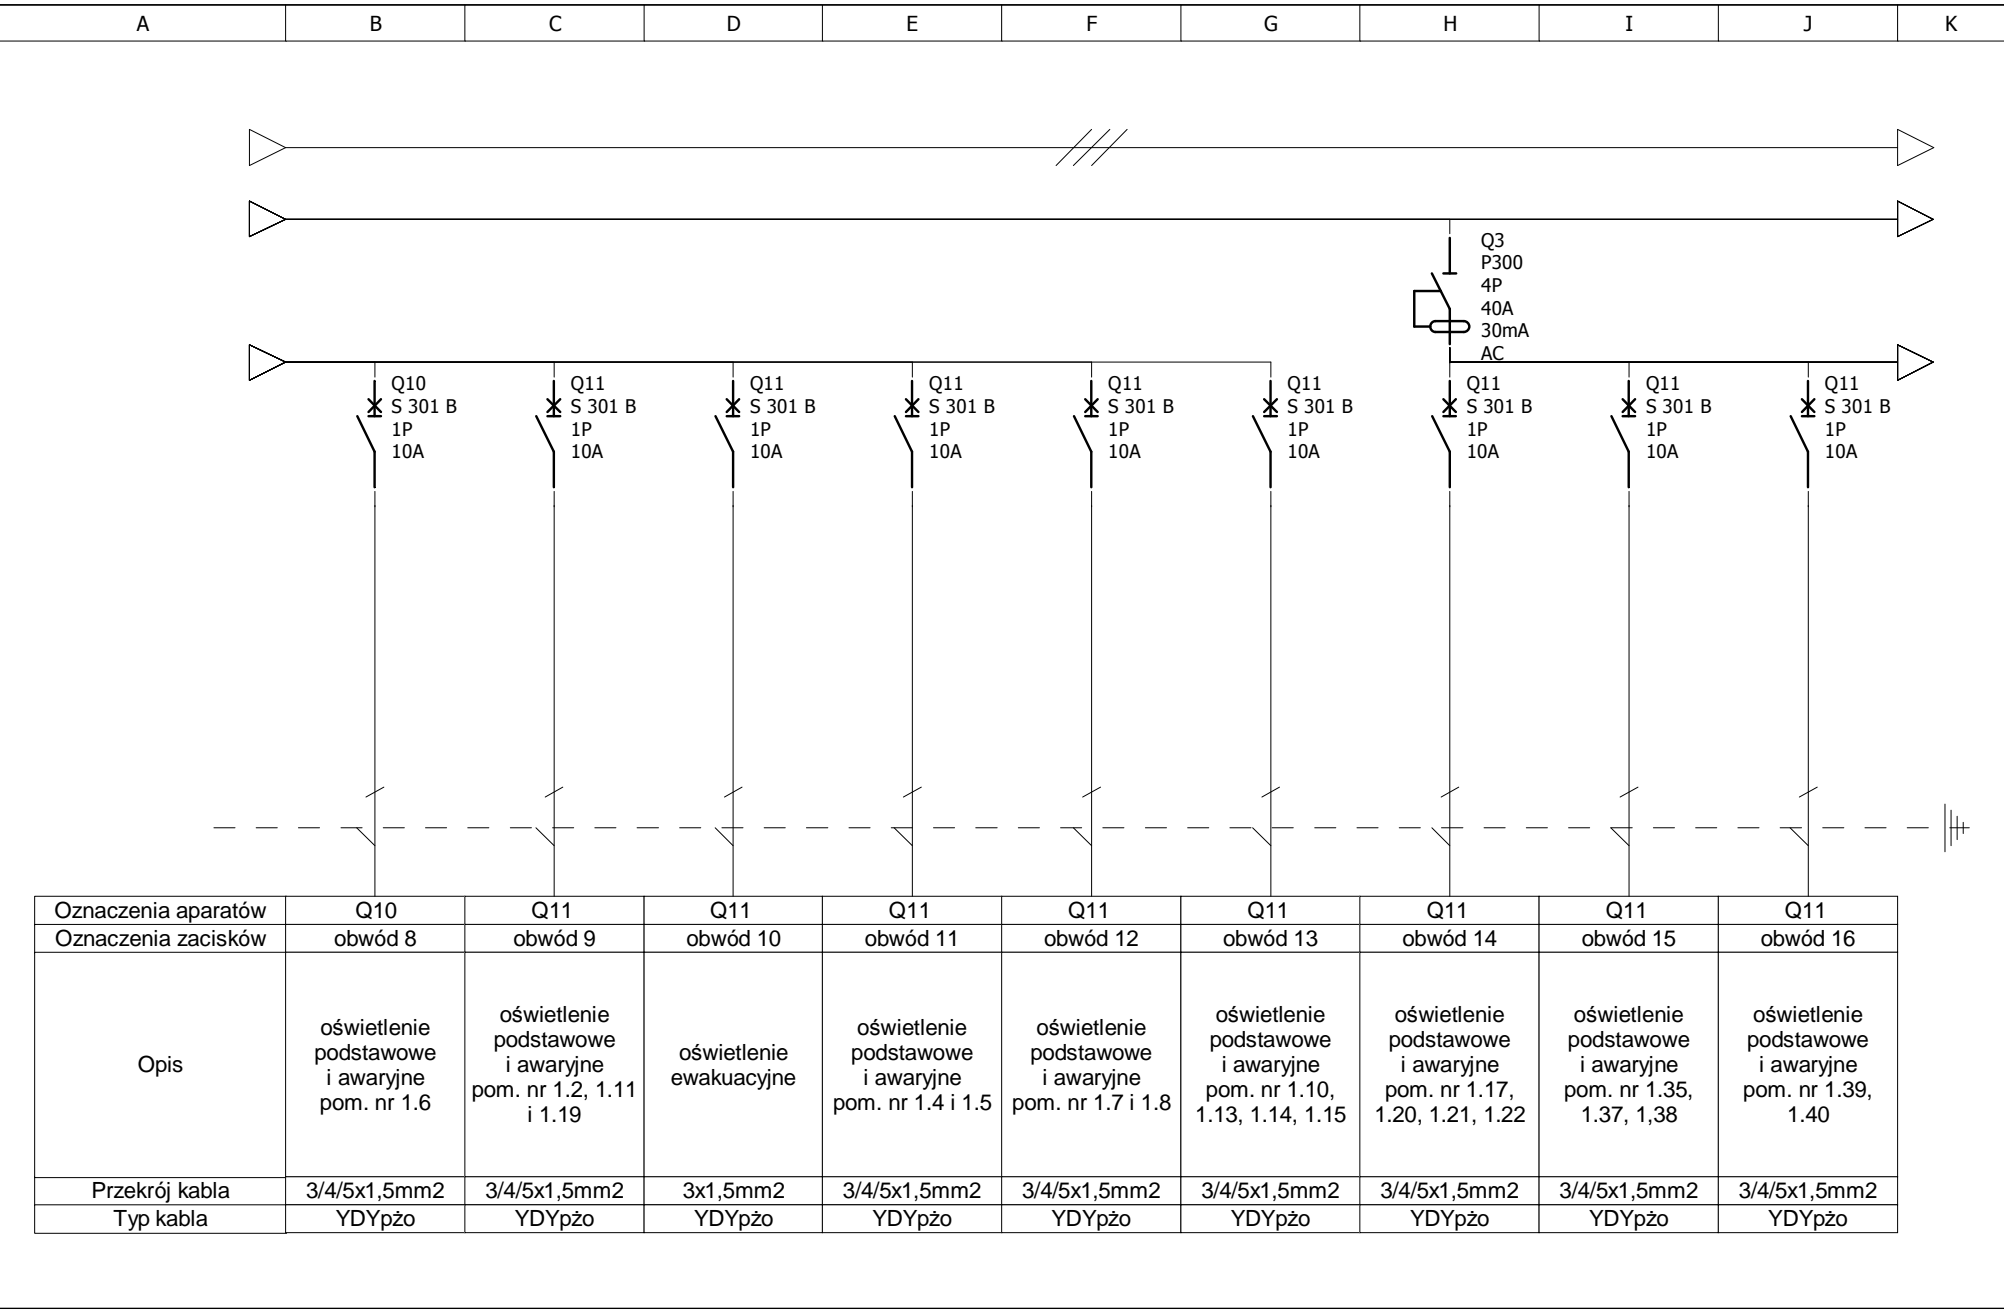 A B C D E F G H I J K
Q3
P300
4P
40A
30mA
AC
Q10
S 301 B
1P
10A
Q11
S 301 B
1P
10A
Q11
S 301 B
1P
10A
Q11
S 301 B
1P
10A
Q11
S 301 B
1P
10A
Q11
S 301 B
1P
10A
Q11
S 301 B
1P
10A
Q11
S 301 B
1P
10A
Q11
S 301 B
1P
10A
Oznaczenia aparatów Q10 Q11 Q11 Q11 Q11 Q11 Q11 Q11 Q11
Oznaczenia zacisków obwód 8 obwód 9 obwód 10 obwód 11 obwód 12 obwód 13 obwód 14 obwód 15 obwód 16
Opis
oświetlenie
podstawowe
i awaryjne
pom. nr 1.6
oświetlenie
podstawowe
i awaryjne
pom. nr 1.2, 1.11
i 1.19
oświetlenie
ewakuacyjne
oświetlenie
podstawowe
i awaryjne
pom. nr 1.4 i 1.5
oświetlenie
podstawowe
i awaryjne
pom. nr 1.7 i 1.8
oświetlenie
podstawowe
i awaryjne
pom. nr 1.10,
1.13, 1.14, 1.15
oświetlenie
podstawowe
i awaryjne
pom. nr 1.17,
1.20, 1.21, 1.22
oświetlenie
podstawowe
i awaryjne
pom. nr 1.35,
1.37, 1,38
oświetlenie
podstawowe
i awaryjne
pom. nr 1.39,
1.40
Przekrój kabla 3/4/5x1,5mm2 3/4/5x1,5mm2 3x1,5mm2 3/4/5x1,5mm2 3/4/5x1,5mm2 3/4/5x1,5mm2 3/4/5x1,5mm2 3/4/5x1,5mm2 3/4/5x1,5mm2
Typ kabla YDYpżo YDYpżo YDYpżo YDYpżo YDYpżo YDYpżo YDYpżo YDYpżo YDYpżo